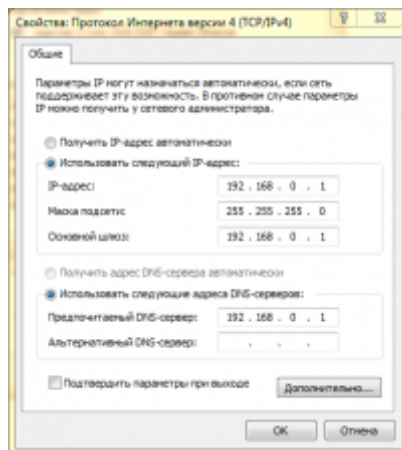 Свойства: Протокол Интернета версии 4 (TCP/IPv4)
Общие
Параметры IP могут назначаться автоматически, если сеть
поддерживает эту возможность. В противном случае параметры
IP можно получить у сетевого администратора.
Получить IP-адрес автоматически
Использовать следующий IP-адрес:
IP-адрес: 192 . 168 . 0 . 1
Маска подсети: 255 . 255 . 255 . 0
Основной шлюз: 192 . 168 . 0 . 1
Получить адрес DNS-сервера автоматически
Использовать следующие адреса DNS-серверов:
Предпочитаемый DNS-сервер: 192 . 168 . 0 . 1
Альтернативный DNS-сервер: . . .
Подтвердить параметры при выходе
Дополнительно...
ОК Отмена